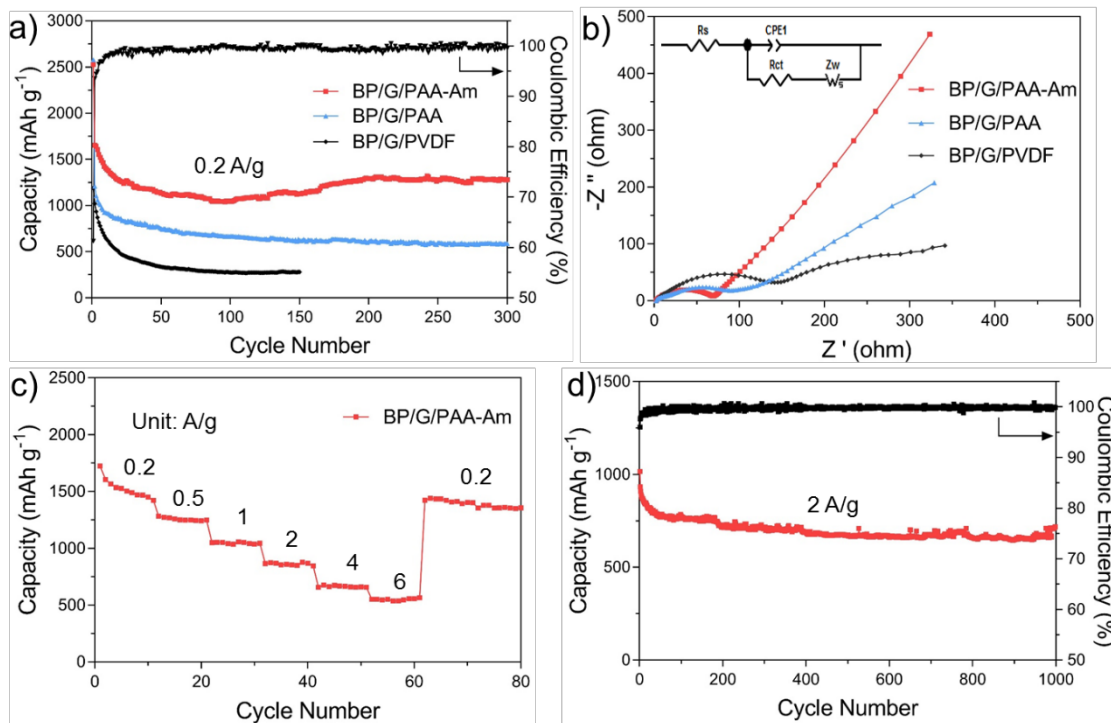 a)
3000
2500
2000
1500
1000
500
0
Capacity (mAh g⁻¹)
0 50 100 150 200 250 300
Cycle Number
100
90
80
70
60
50
Coulombic Efficiency (%)
BP/G/PAA-Am
BP/G/PAA
BP/G/PVDF
0.2 A/g
b)
500
400
300
200
100
0
-Z '' (ohm)
0 100 200 300 400 500
Z ' (ohm)
Rs CPE1
Rct Zw
s
BP/G/PAA-Am
BP/G/PAA
BP/G/PVDF
c)
2500
2000
1500
1000
500
0
Capacity (mAh g⁻¹)
0 20 40 60 80
Cycle Number
Unit: A/g
BP/G/PAA-Am
0.2
0.5
1
2
4
6
0.2
d)
1500
1000
500
0
Capacity (mAh g⁻¹)
0 200 400 600 800 1000
Cycle Number
100
90
80
70
60
50
Coulombic Efficiency (%)
2 A/g